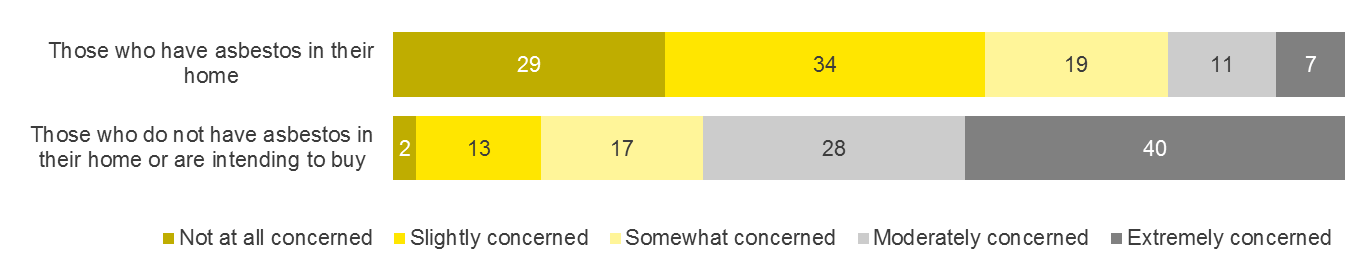 Those who have asbestos in their
home
29 34 19 11 7
Those who do not have asbestos in
their home or are intending to buy
2 13 17 28 40
Not at all concerned Slightly concerned Somewhat concerned Moderately concerned Extremely concerned